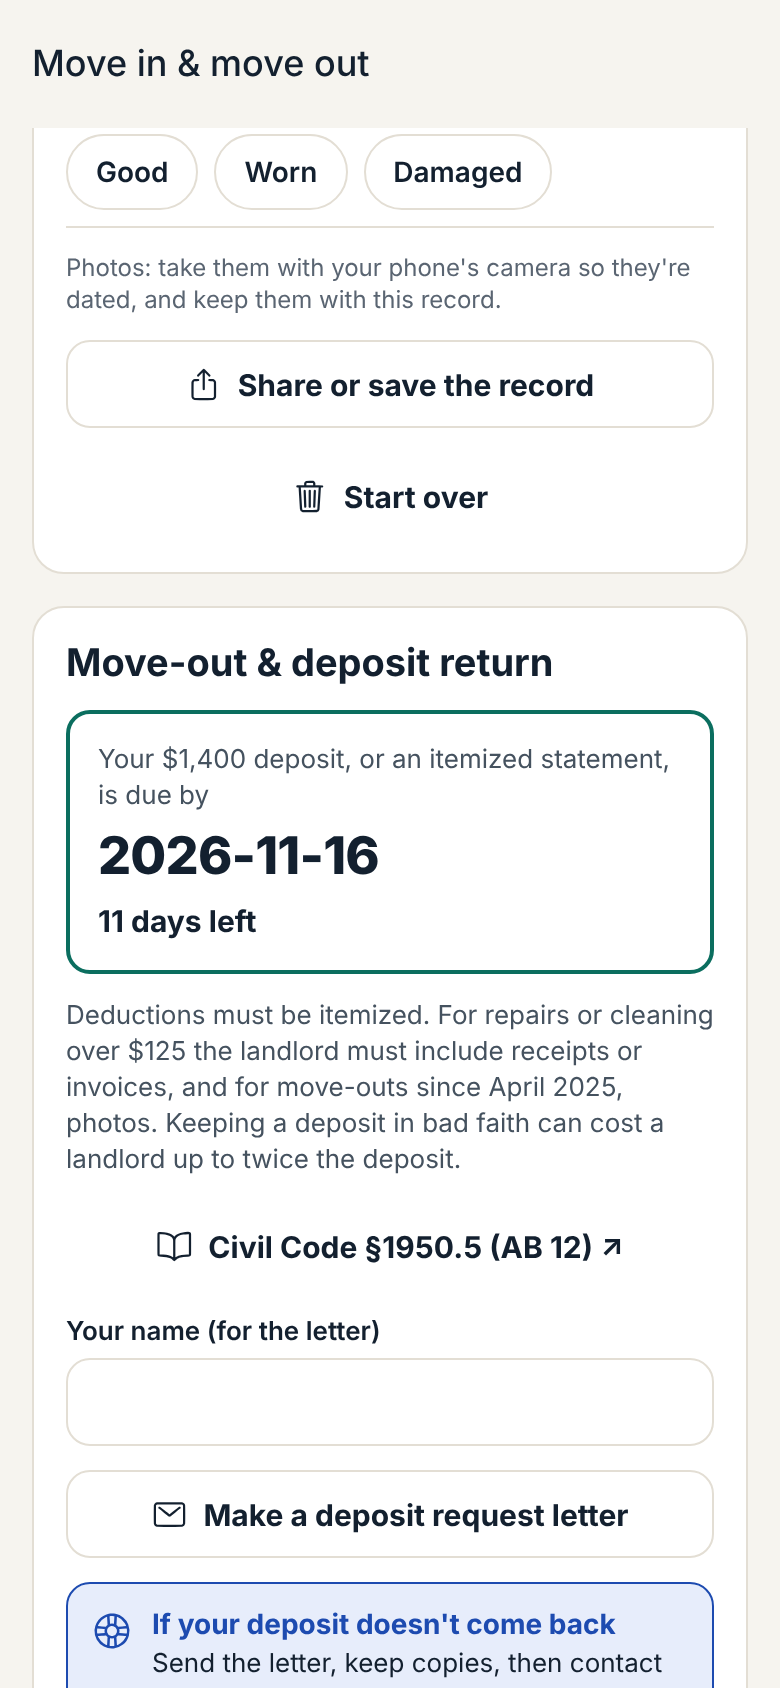 Move in & move out
Good
Worn
Damaged
Photos: take them with your phone's camera so they're
dated, and keep them with this record.
Share or save the record
Start over
Move-out & deposit return
Your $1,400 deposit, or an itemized statement,
is due by
2026-11-16
11 days left
Deductions must be itemized. For repairs or cleaning
over $125 the landlord must include receipts or
invoices, and for move-outs since April 2025,
photos. Keeping a deposit in bad faith can cost a
landlord up to twice the deposit.
Civil Code §1950.5 (AB 12) ↗
Your name (for the letter)
Make a deposit request letter
If your deposit doesn't come back
Send the letter, keep copies, then contact